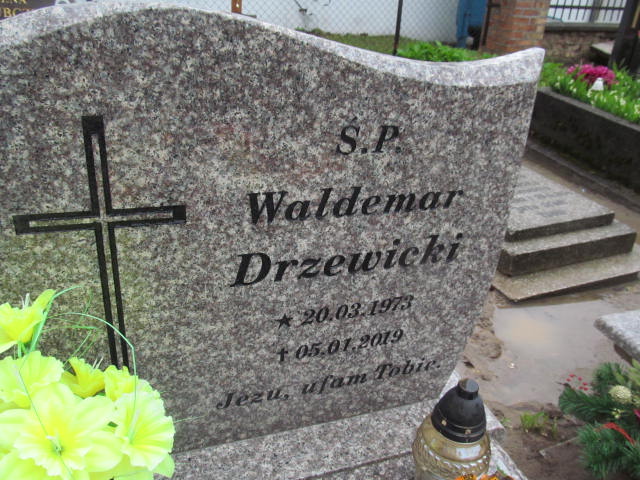 Ś.P.
Waldemar
Drzewicki
★ 20.03.1973
✝ 05.01.2019
Jezu, ufam Tobie.